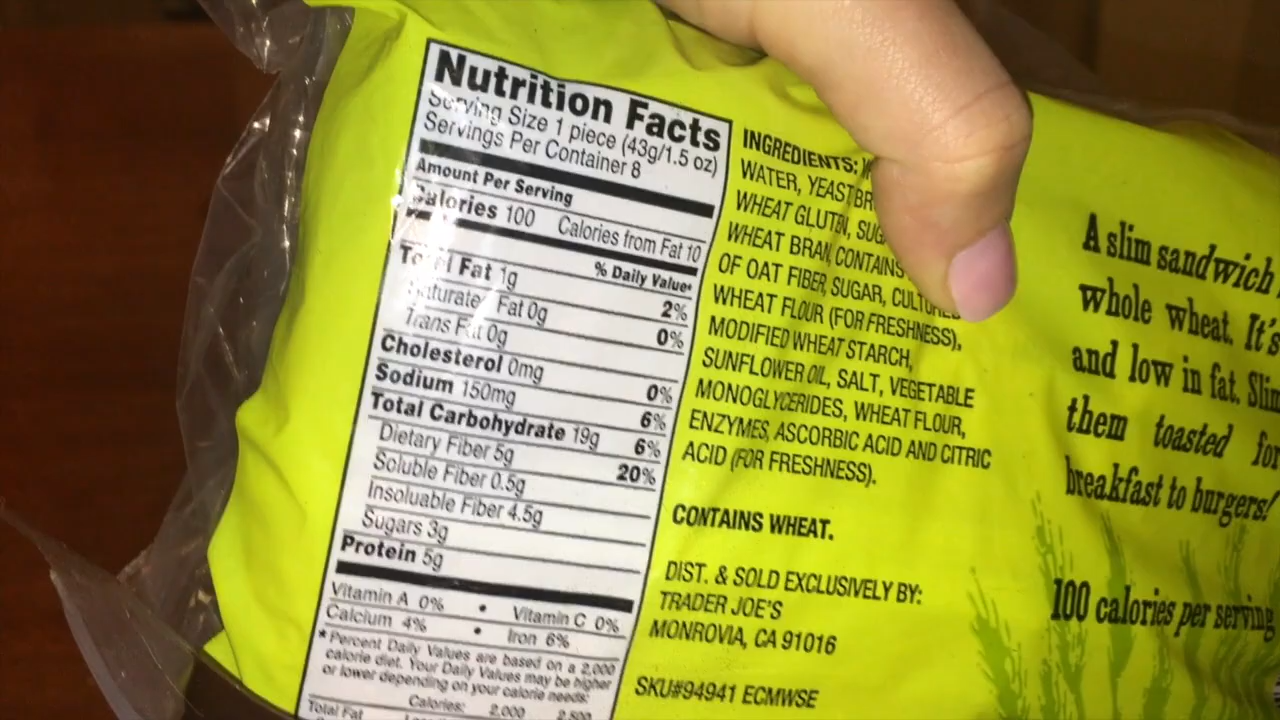 Nutrition Facts
Serving Size 1 piece (43g/1.5 oz)
Servings Per Container 8
Amount Per Serving
Calories 100 Calories from Fat 10
% Daily Value*
Total Fat 1g 2%
Saturated Fat 0g 0%
Trans Fat 0g
Cholesterol 0mg 0%
Sodium 150mg 6%
Total Carbohydrate 19g 6%
Dietary Fiber 5g 20%
Soluble Fiber 0.5g
Insoluable Fiber 4.5g
Sugars 3g
Protein 5g
Vitamin A 0% • Vitamin C 0%
Calcium 4% • Iron 6%
* Percent Daily Values are based on a 2,000
calorie diet. Your Daily Values may be higher
or lower depending on your calorie needs:
Calories: 2,000 2,500
Total Fat
INGREDIENTS:
WATER, YEAST
WHEAT GLUTEN,
WHEAT BRAN, CONTAINS
OF OAT FIBER, SUGAR, CULTURED
WHEAT FLOUR (FOR FRESHNESS),
MODIFIED WHEAT STARCH,
SUNFLOWER OIL, SALT, VEGETABLE
MONOGLYCERIDES, WHEAT FLOUR,
ENZYMES, ASCORBIC ACID AND CITRIC
ACID (FOR FRESHNESS).
CONTAINS WHEAT.
DIST. & SOLD EXCLUSIVELY BY:
TRADER JOE'S
MONROVIA, CA 91016
SKU#94941 ECMWSE
A slim sandwich
whole wheat. It's
and low in fat.
them toasted for
breakfast to burgers!
100 calories per serving